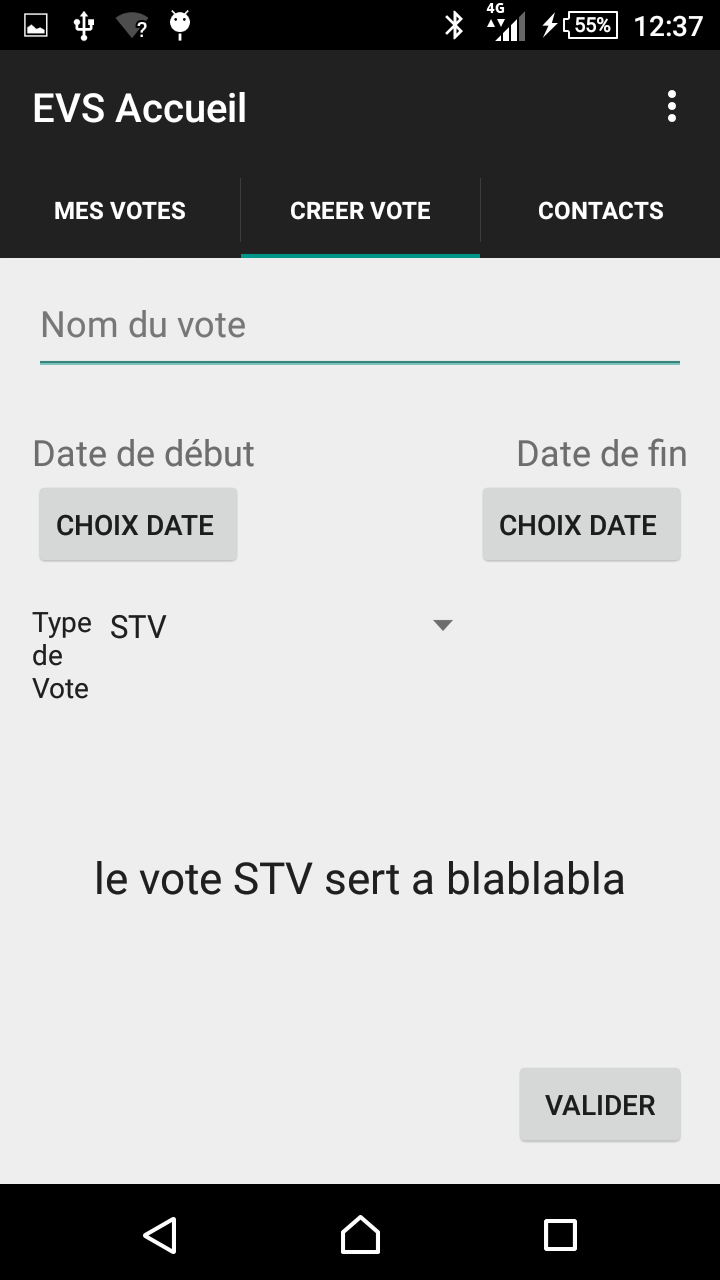 4G
55%
12:37
EVS Accueil
MES VOTES
CREER VOTE
CONTACTS
Nom du vote
Date de début
Date de fin
CHOIX DATE
CHOIX DATE
Type
de
Vote
STV
le vote STV sert a blablabla
VALIDER